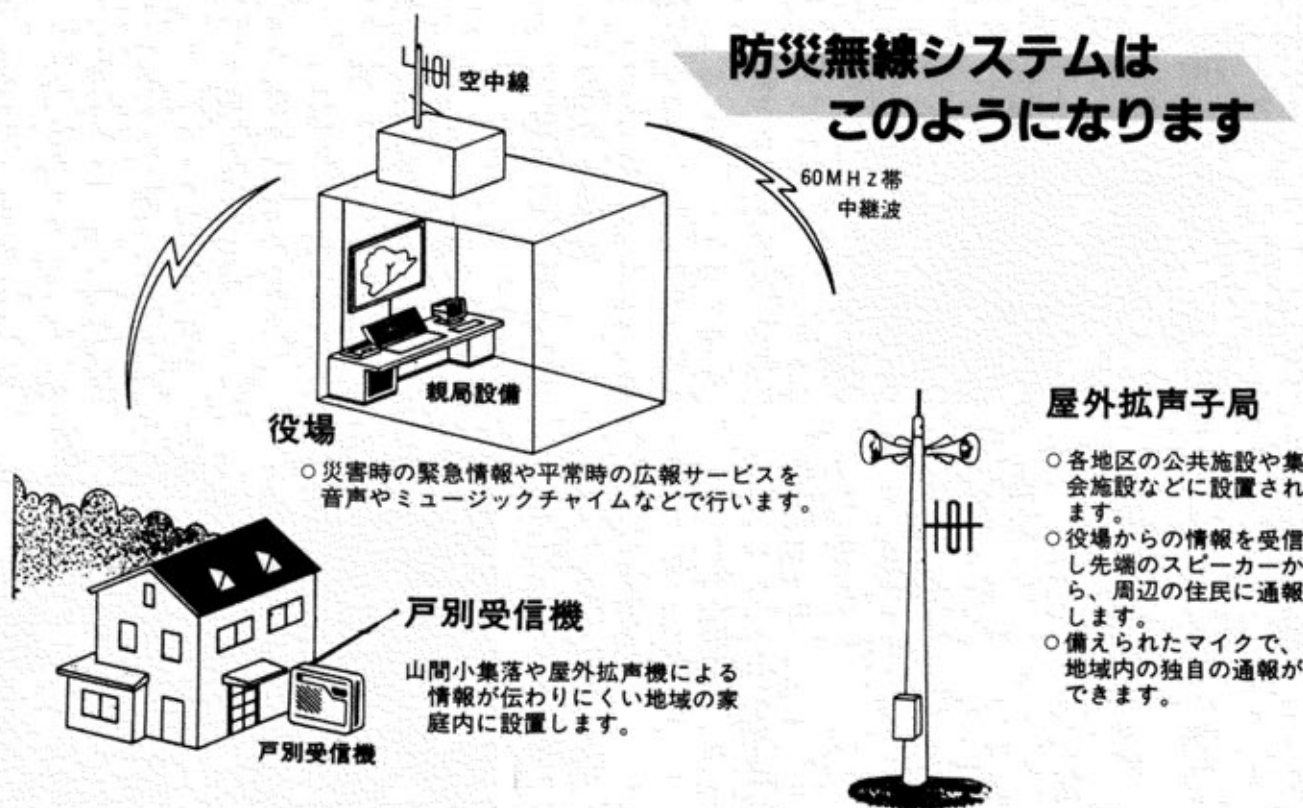 防災無線システムは
このようになります
空中線
60MHz帯
中継波
親局設備
役場
○災害時の緊急情報や平常時の広報サービスを
音声やミュージックチャイムなどで行います。
戸別受信機
山間小集落や屋外拡声機による
情報が伝わりにくい地域の家
庭内に設置します。
戸別受信機
屋外拡声子局
○各地区の公共施設や集
会施設などに設置され
ます。
○役場からの情報を受信
し先端のスピーカーか
ら、周辺の住民に通報
します。
○備えられたマイクで、
地域内の独自の通報が
できます。